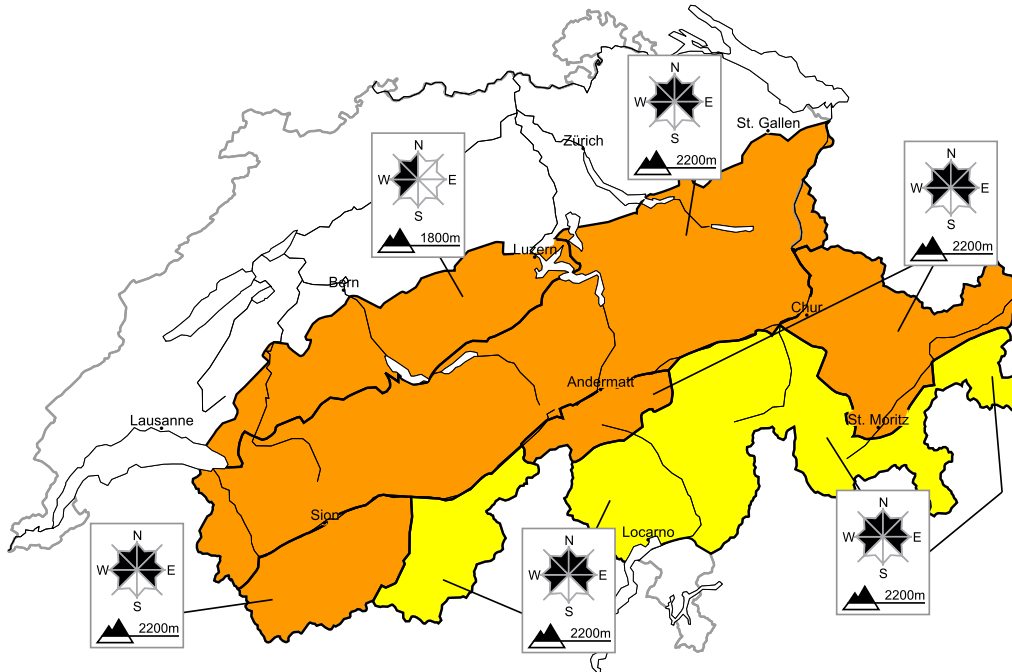 N
W E
S
2200m
St. Gallen
Zürich
N
W E
S
1800m
N
W E
S
2200m
Luzern
Bern
Chur
Andermatt
Lausanne
St. Moritz
Sion
Locarno
N
W E
S
2200m
N
W E
S
2200m
N
W E
S
2200m